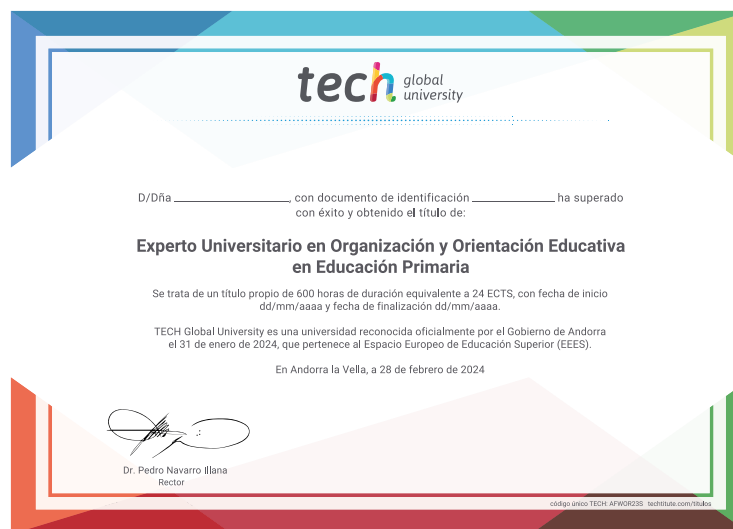 tech global university
D/Dña ____________, con documento de identificación ____________ ha superado
con éxito y obtenido el título de:
Experto Universitario en Organización y Orientación Educativa
en Educación Primaria
Se trata de un título propio de 600 horas de duración equivalente a 24 ECTS, con fecha de inicio
dd/mm/aaaa y fecha de finalización dd/mm/aaaa.
TECH Global University es una universidad reconocida oficialmente por el Gobierno de Andorra
el 31 de enero de 2024, que pertenece al Espacio Europeo de Educación Superior (EEES).
En Andorra la Vella, a 28 de febrero de 2024
Dr. Pedro Navarro Illana
Rector
código único TECH: AFWOR23S techtitute.com/titulos